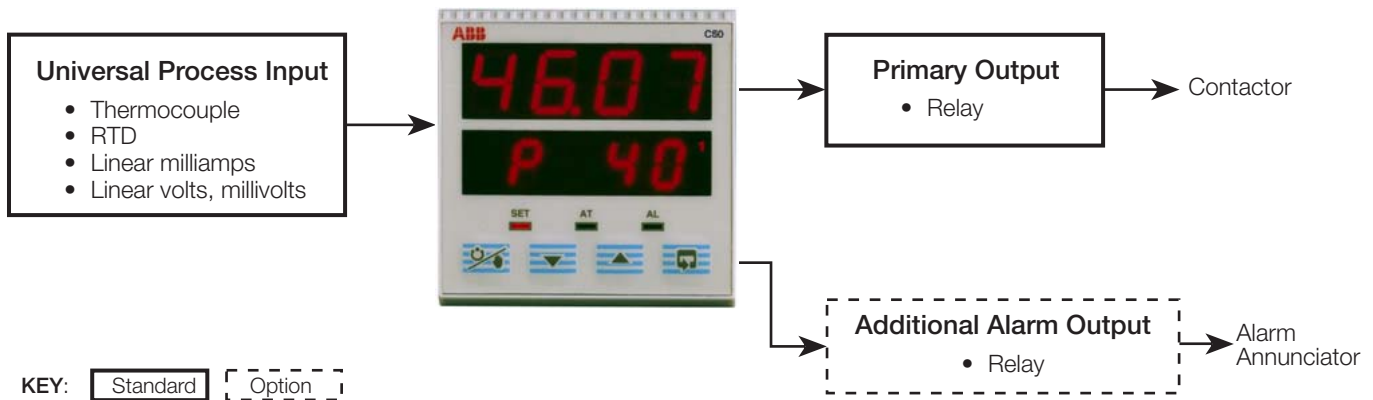 Universal Process Input
• Thermocouple
• RTD
• Linear milliamps
• Linear volts, millivolts
ABB
C50
46.07
P 40 1
SET AT AL
Primary Output
• Relay
Contactor
Additional Alarm Output
• Relay
Alarm
Annunciator
KEY: Standard Option